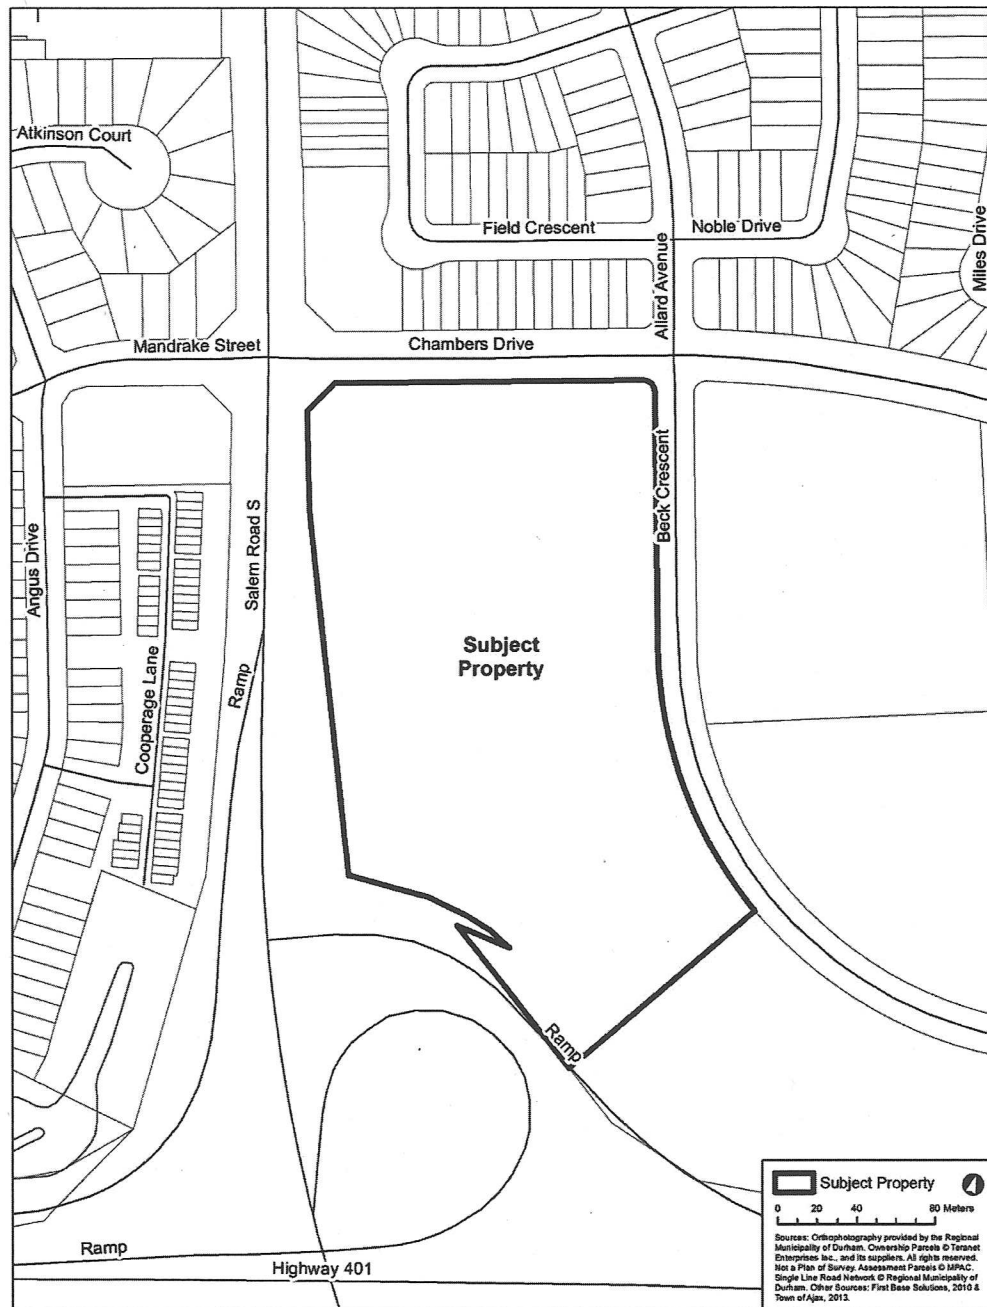 Atkinson Court
Field Crescent
Noble Drive
Miles Drive
Allard Avenue
Mandrake Street
Chambers Drive
Beck Crescent
Salem Road S
Angus Drive
Subject
Property
Ramp
Cooperage Lane
Ramp
Ramp
Highway 401
Subject Property
0 20 40 80 Meters
Sources: Orthophotography provided by the Regional
Municipality of Durham. Ownership Parcels © Teranet
Enterprises Inc., and its suppliers. All rights reserved.
Not a Plan of Survey. Assessment Parcels © MPAC.
Single Line Road Network © Regional Municipality of
Durham. Other Sources: First Base Solutions, 2010 &
Town of Ajax, 2013.